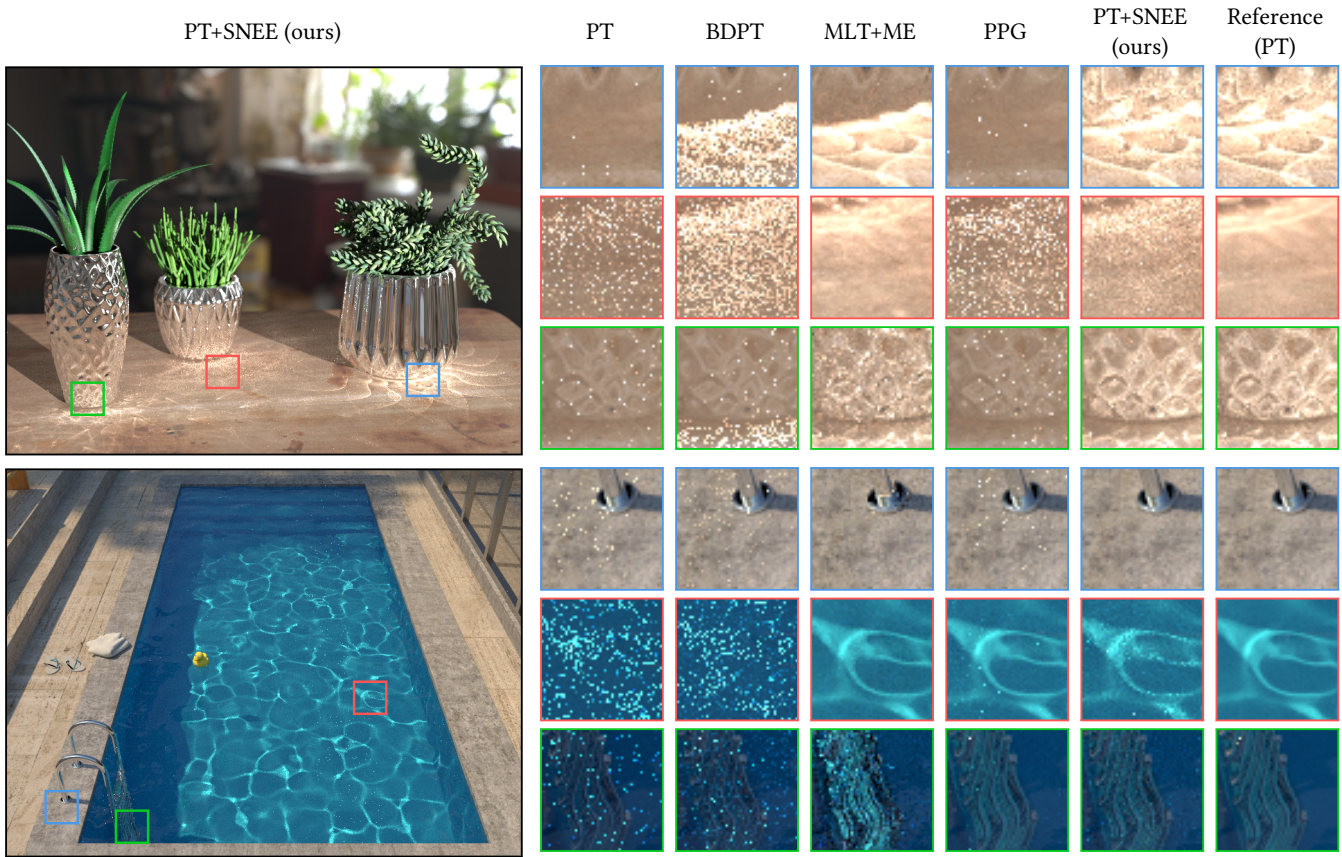 PT+SNEE (ours)
PT
BDPT
MLT+ME
PPG
PT+SNEE
(ours)
Reference
(PT)